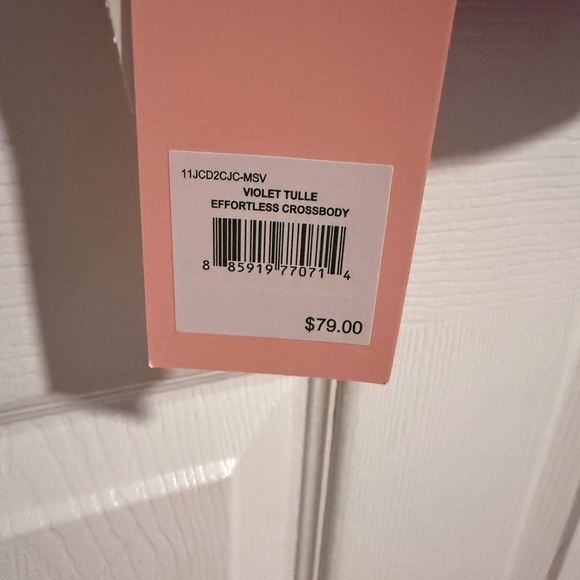 11JCD2CJC-MSV
VIOLET TULLE
EFFORTLESS CROSSBODY
8 85919 77071 4
$79.00